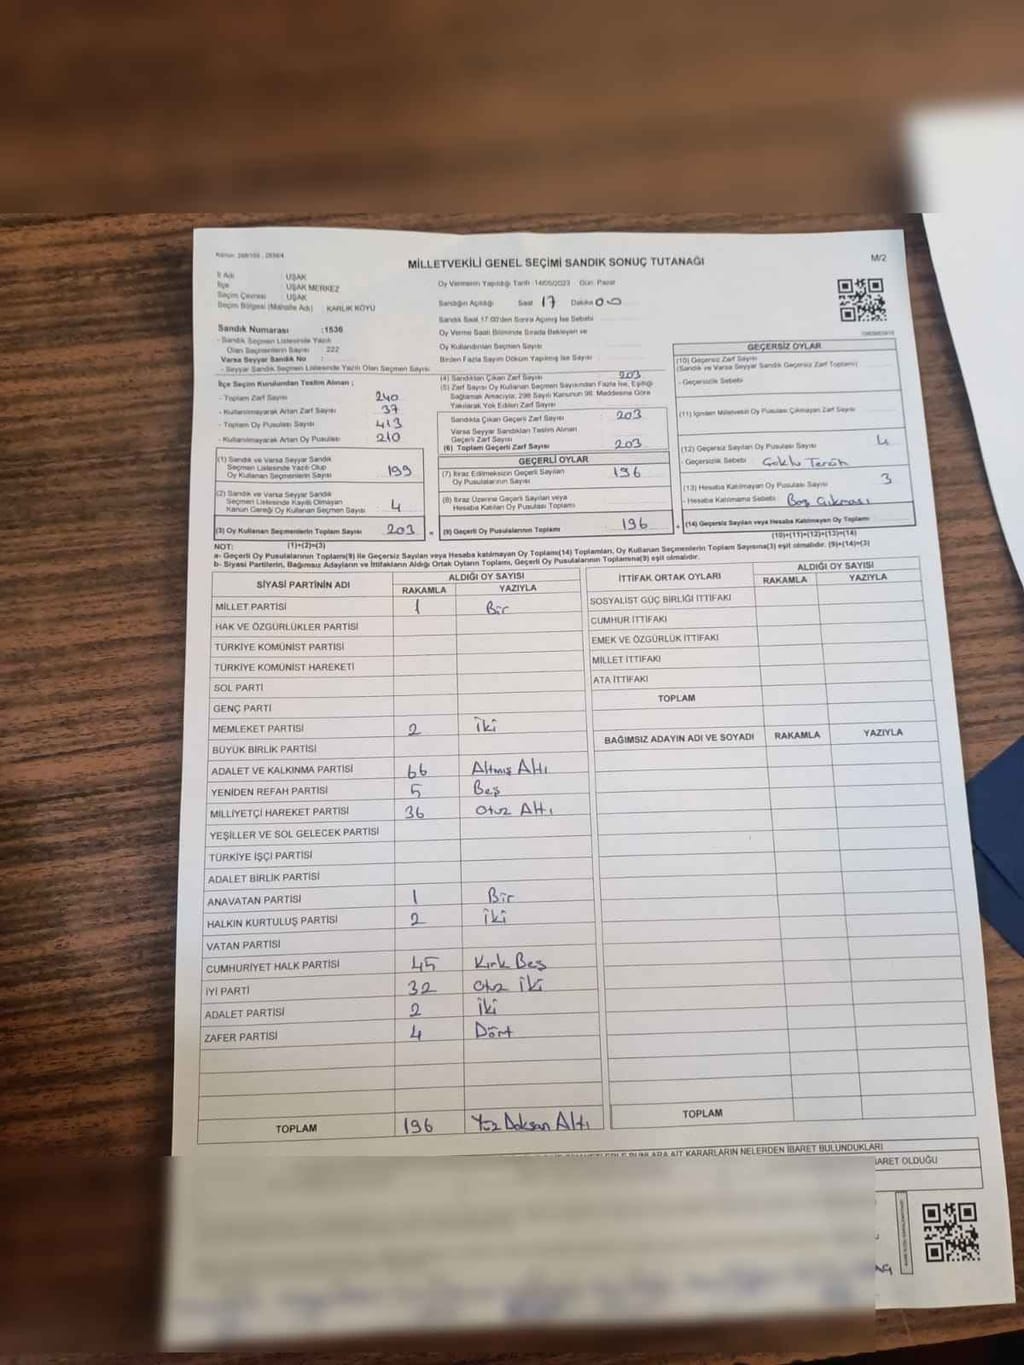 MİLLETVEKİLİ GENEL SEÇİMİ SANDIK SONUÇ TUTANAĞI
M/2
İl Adı : UŞAK
İlçe : UŞAK MERKEZ
Seçim Çevresi : UŞAK
Seçim Bölgesi (Mahalle Adı) : KARLIK KÖYÜ
Sandık Numarası :1536
- Sandık Seçmen Listesinde Yazılı
Olan Seçmenlerin Sayısı : 222
Varsa Seyyar Sandık No :
- Seyyar Sandık Seçmen Listesinde Yazılı Olan Seçmen Sayısı
Oy Vermenin Yapıldığı Tarih :14/05/2023 Gün: Pazar
Sandığın Açıldığı Saat 17 Dakika 00
Sandık Saat 17.00'den Sonra Açılmış İse Sebebi
Oy Verme Saati Bitiminde Sırada Bekleyen ve
Oy Kullandırılan Seçmen Sayısı
Birden Fazla Sayım Döküm Yapılmış İse Sayısı
İlçe Seçim Kurulundan Teslim Alınan ;
- Toplam Zarf Sayısı 240
- Kullanılmayarak Artan Zarf Sayısı 37
- Toplam Oy Pusulası Sayısı 413
- Kullanılmayarak Artan Oy Pusulası 210
(1) Sandık ve Varsa Seyyar Sandık
Seçmen Listesinde Yazılı Olup
Oy Kullanan Seçmenlerin Sayısı 199
(2) Sandık ve Varsa Seyyar Sandık
Seçmen Listesinde Kayıtlı Olmayan
Kanun Gereği Oy Kullanan Seçmen Sayısı 4
(3) Oy Kullanan Seçmenlerin Toplam Sayısı 203
(1)+(2)=(3)
(4) Sandıktan Çıkan Zarf Sayısı 203
(5) Zarf Sayısı Oy Kullanan Seçmen Sayısından Fazla İse, Eşitliği
Sağlamak Amacıyla; 298 Sayılı Kanunun 98. Maddesine Göre
Yakılarak Yok Edilen Zarf Sayısı
Sandıkta Çıkan Geçerli Zarf Sayısı 203
Varsa Seyyar Sandıktan Teslim Alınan
Geçerli Zarf Sayısı
(6) Toplam Geçerli Zarf Sayısı 203
GEÇERLİ OYLAR
(7) İtiraz Edilmeksizin Geçerli Sayılan
Oy Pusulalarının Sayısı 196
(8) İtiraz Üzerine Geçerli Sayılan veya
Hesaba Katılan Oy Pusulaları Toplamı
(9) Geçerli Oy Pusulalarının Toplamı 196
GEÇERSİZ OYLAR
(10) Geçersiz Zarf Sayısı
(Sandık ve Varsa Seyyar Sandık Geçersiz Zarf Toplamı)
- Geçersizlik Sebebi
(11) İçinden Milletvekili Oy Pusulası Çıkmayan Zarf Sayısı
(12) Geçersiz Sayılan Oy Pusulası Sayısı 4
- Geçersizlik Sebebi Çoklu Tercih
(13) Hesaba Katılmayan Oy Pusulası Sayısı 3
- Hesaba Katılmama Sebebi Boş Çıkması
(14) Geçersiz Sayılan veya Hesaba Katılmayan Oy Toplamı
(10)+(11)+(12)+(13)=(14)
NOT:
a- Geçerli Oy Pusulalarının Toplamı(9) ile Geçersiz Sayılan veya Hesaba katılmayan Oy Toplamı(14) Toplamları, Oy Kullanan Seçmenlerin Toplam Sayısına(3) eşit olmalıdır. (9)+(14)=(3)
b- Siyasi Partilerin, Bağımsız Adayların ve İttifakların Aldığı Ortak Oyların Toplamı, Geçerli Oy Pusulalarının Toplamına(9) eşit olmalıdır.
SİYASİ PARTİNİN ADI ALDIĞI OY SAYISI
RAKAMLA YAZIYLA
MİLLET PARTİSİ 1 Bir
HAK VE ÖZGÜRLÜKLER PARTİSİ
TÜRKİYE KOMÜNİST PARTİSİ
TÜRKİYE KOMÜNİST HAREKETİ
SOL PARTİ
GENÇ PARTİ
MEMLEKET PARTİSİ 2 İki
BÜYÜK BİRLİK PARTİSİ
ADALET VE KALKINMA PARTİSİ 66 Altmış Altı
YENİDEN REFAH PARTİSİ 5 Beş
MİLLİYETÇİ HAREKET PARTİSİ 36 Otuz Altı
YEŞİLLER VE SOL GELECEK PARTİSİ
TÜRKİYE İŞÇİ PARTİSİ
ADALET BİRLİK PARTİSİ
ANAVATAN PARTİSİ 1 Bir
HALKIN KURTULUŞ PARTİSİ 2 İki
VATAN PARTİSİ
CUMHURİYET HALK PARTİSİ 45 Kırk Beş
İYİ PARTİ 32 Otuz İki
ADALET PARTİSİ 2 İki
ZAFER PARTİSİ 4 Dört
TOPLAM 196 Yüz Doksan Altı
İTTİFAK ORTAK OYLARI ALDIĞI OY SAYISI
RAKAMLA YAZIYLA
SOSYALİST GÜÇ BİRLİĞİ İTTİFAKI
CUMHUR İTTİFAKI
EMEK VE ÖZGÜRLÜK İTTİFAKI
MİLLET İTTİFAKI
ATA İTTİFAKI
TOPLAM
BAĞIMSIZ ADAYIN ADI VE SOYADI RAKAMLA YAZIYLA
TOPLAM
AİT KARARLARIN NELERDEN İBARET BULUNDUKLARI
OLDUĞU